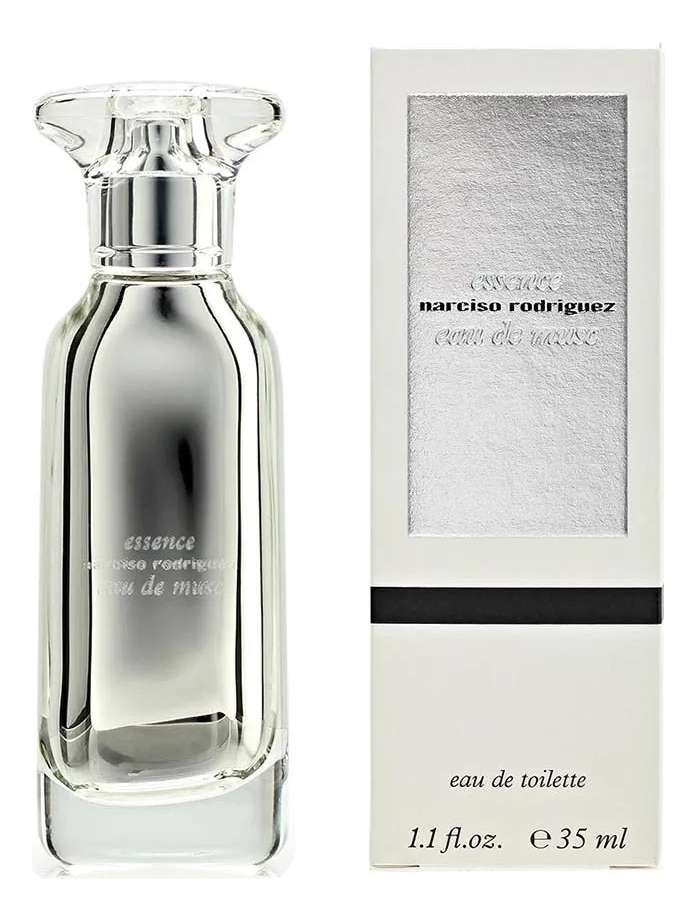 essence
narciso rodriguez
eau de musc
essence
narciso rodriguez
eau de musc
eau de toilette
1.1 fl.oz. ℮ 35 ml